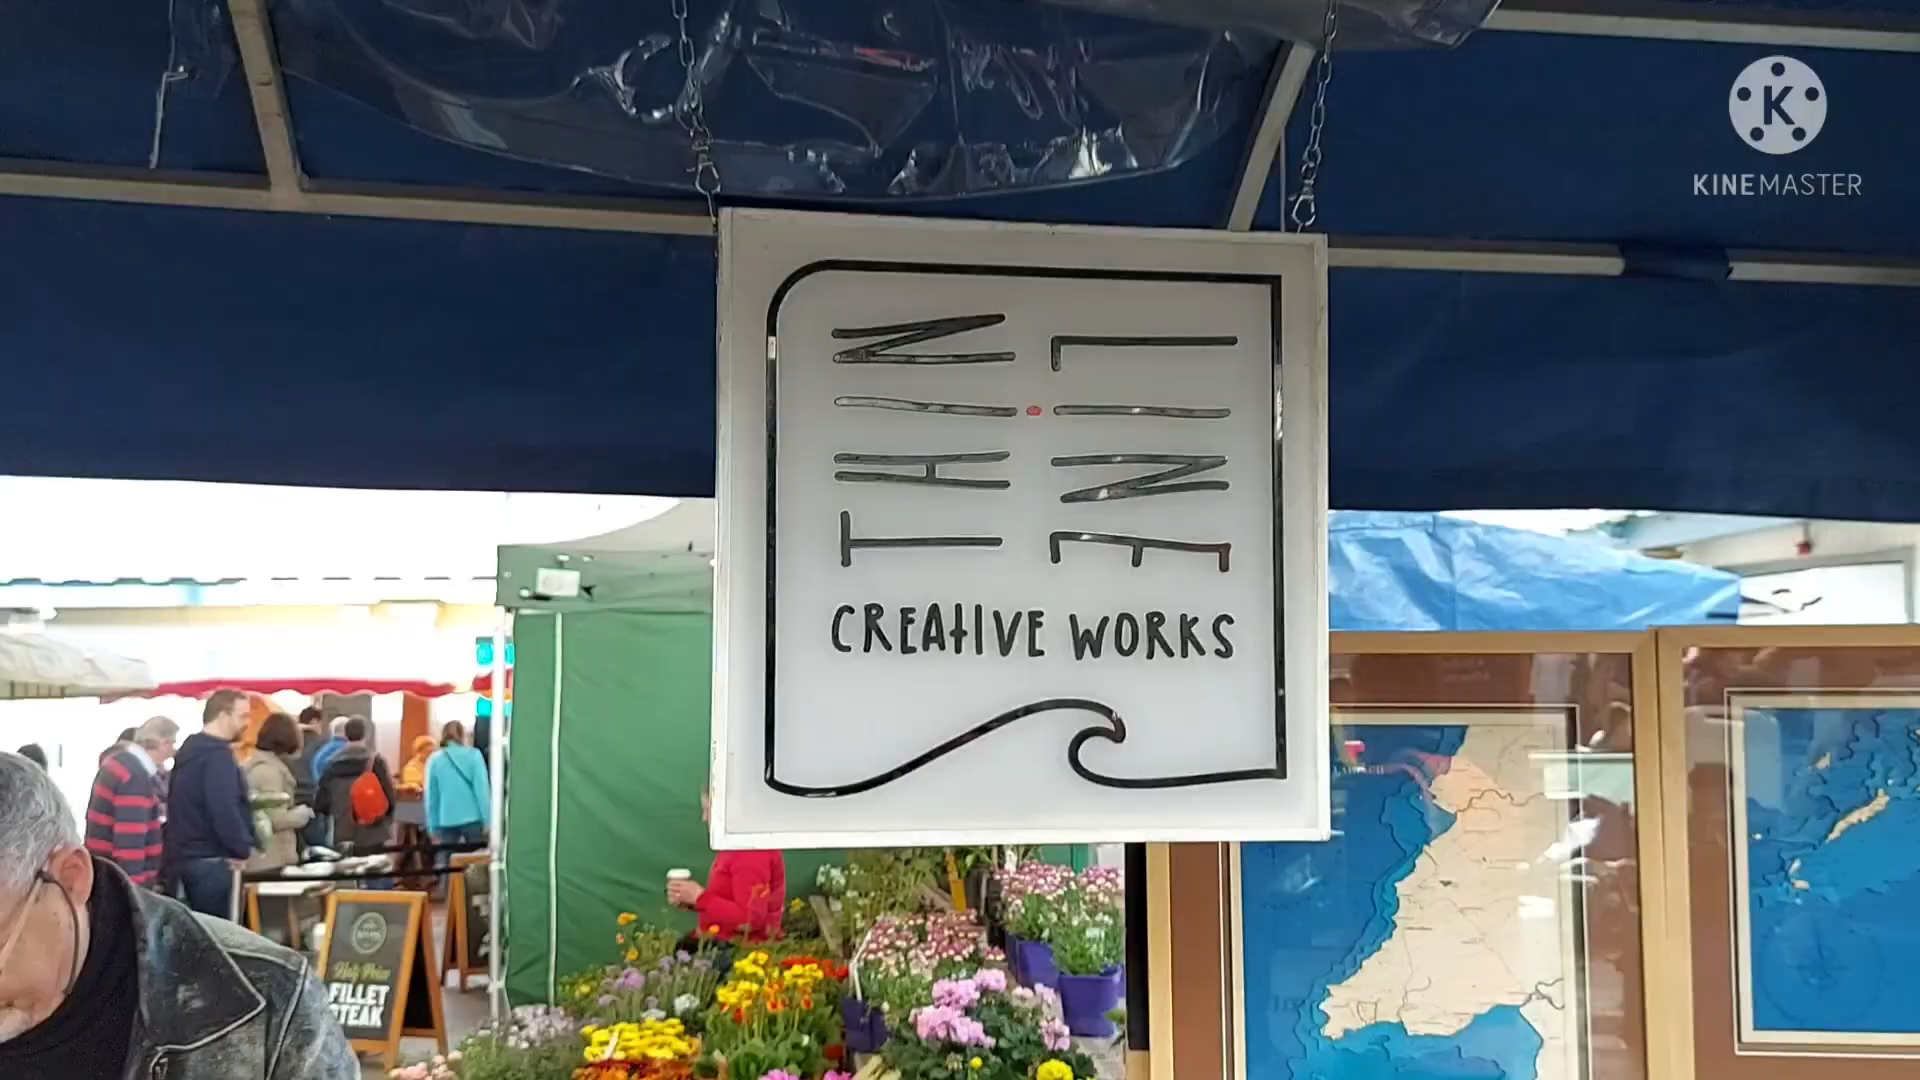 KINEMASTER
THIN
LINE
CREATIVE WORKS
FILLET
STEAK